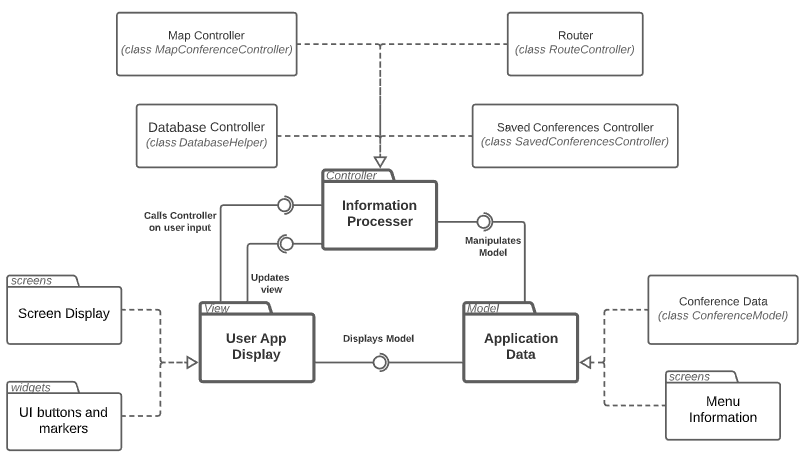 Map Controller
(class MapConferenceController)
Router
(class RouteController)
Database Controller
(class DatabaseHelper)
Saved Conferences Controller
(class SavedConferencesController)
Controller
Information
Processer
Calls Controller
on user input
Updates
view
Manipulates
Model
screens
Screen Display
View
User App
Display
Displays Model
Model
Application
Data
Conference Data
(class ConferenceModel)
widgets
UI buttons and
markers
screens
Menu
Information